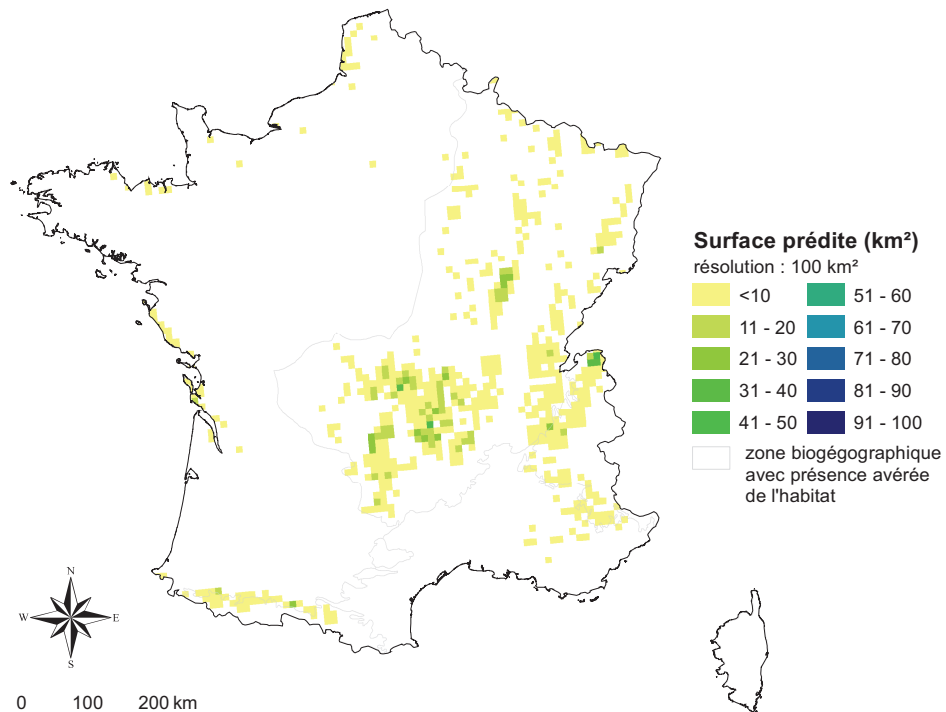 Surface prédite (km²)
résolution : 100 km²
<10
51 - 60
11 - 20
61 - 70
21 - 30
71 - 80
31 - 40
81 - 90
41 - 50
91 - 100
zone biogégographique
avec présence avérée
de l'habitat
N
W
E
S
0 100 200 km